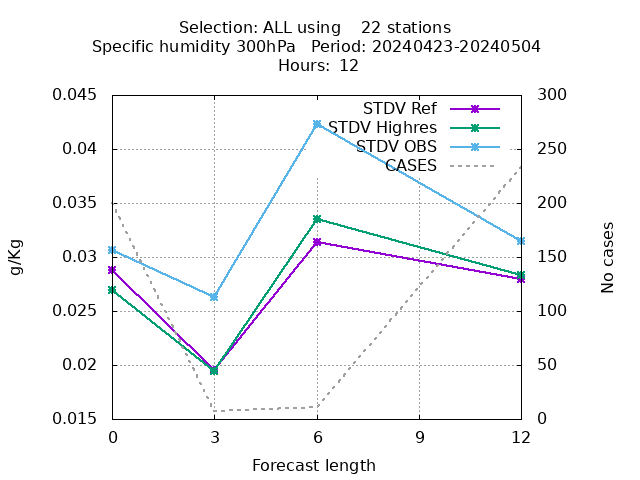 Selection: ALL using    22 stations
Specific humidity 300hPa   Period: 20240423-20240504
Hours:  12
0.045
0.04
0.035
0.03
0.025
0.02
0.015
g/Kg
STDV Ref
STDV Highres
STDV OBS
CASES
300
250
200
150
100
50
0
No cases
0 3 6 9 12
Forecast length